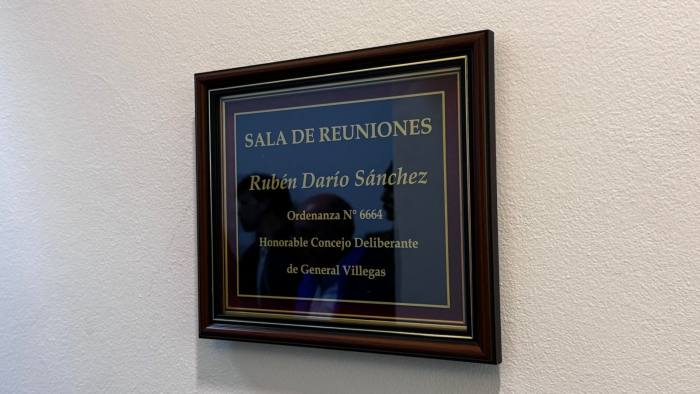 SALA DE REUNIONES
Rubén Darío Sánchez
Ordenanza N° 6664
Honorable Concejo Deliberante
de General Villegas